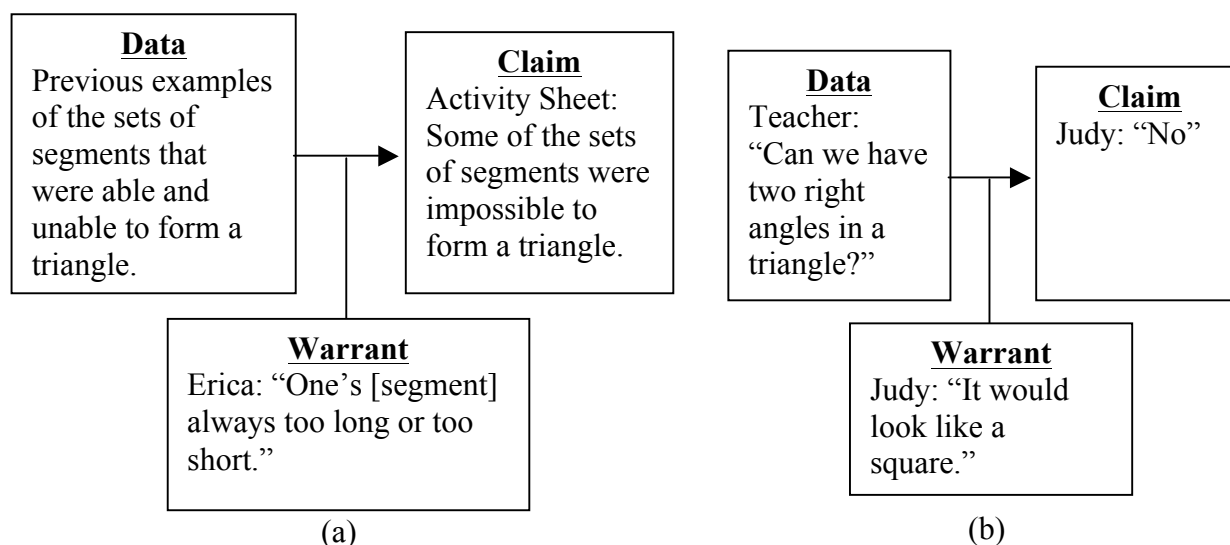 Data
Previous examples
of the sets of
segments that
were able and
unable to form a
triangle.
Claim
Activity Sheet:
Some of the sets
of segments were
impossible to
form a triangle.
Warrant
Erica: “One’s [segment]
always too long or too
short.”
(a)
Data
Teacher:
“Can we have
two right
angles in a
triangle?”
Claim
Judy: “No”
Warrant
Judy: “It would
look like a
square.”
(b)